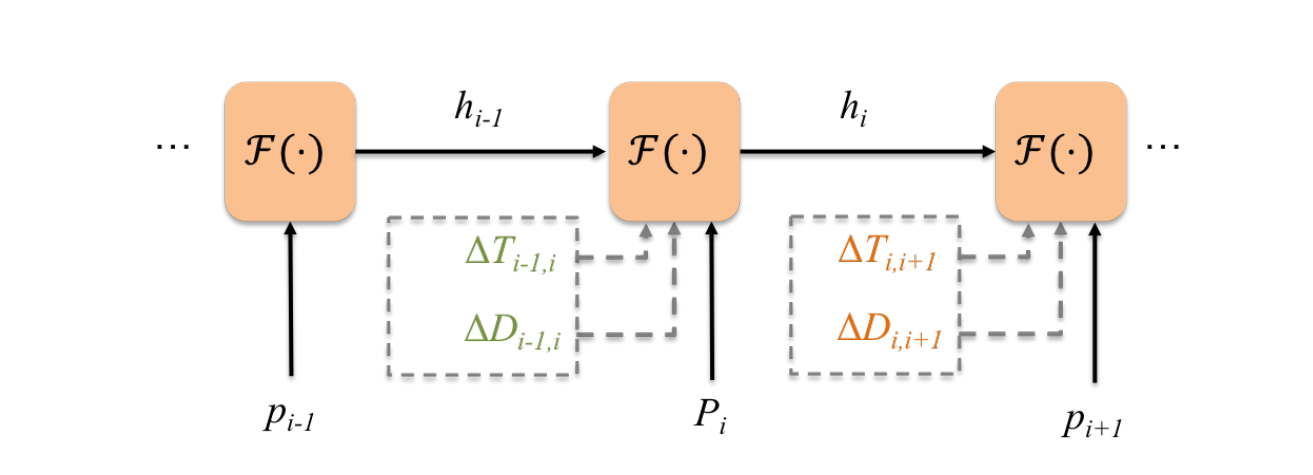 h_{i-1} h_i
... ℱ(·) ℱ(·) ℱ(·) ...
ΔT_{i-1,i} ΔT_{i,i+1}
ΔD_{i-1,i} ΔD_{i,i+1}
p_{i-1} P_i p_{i+1}